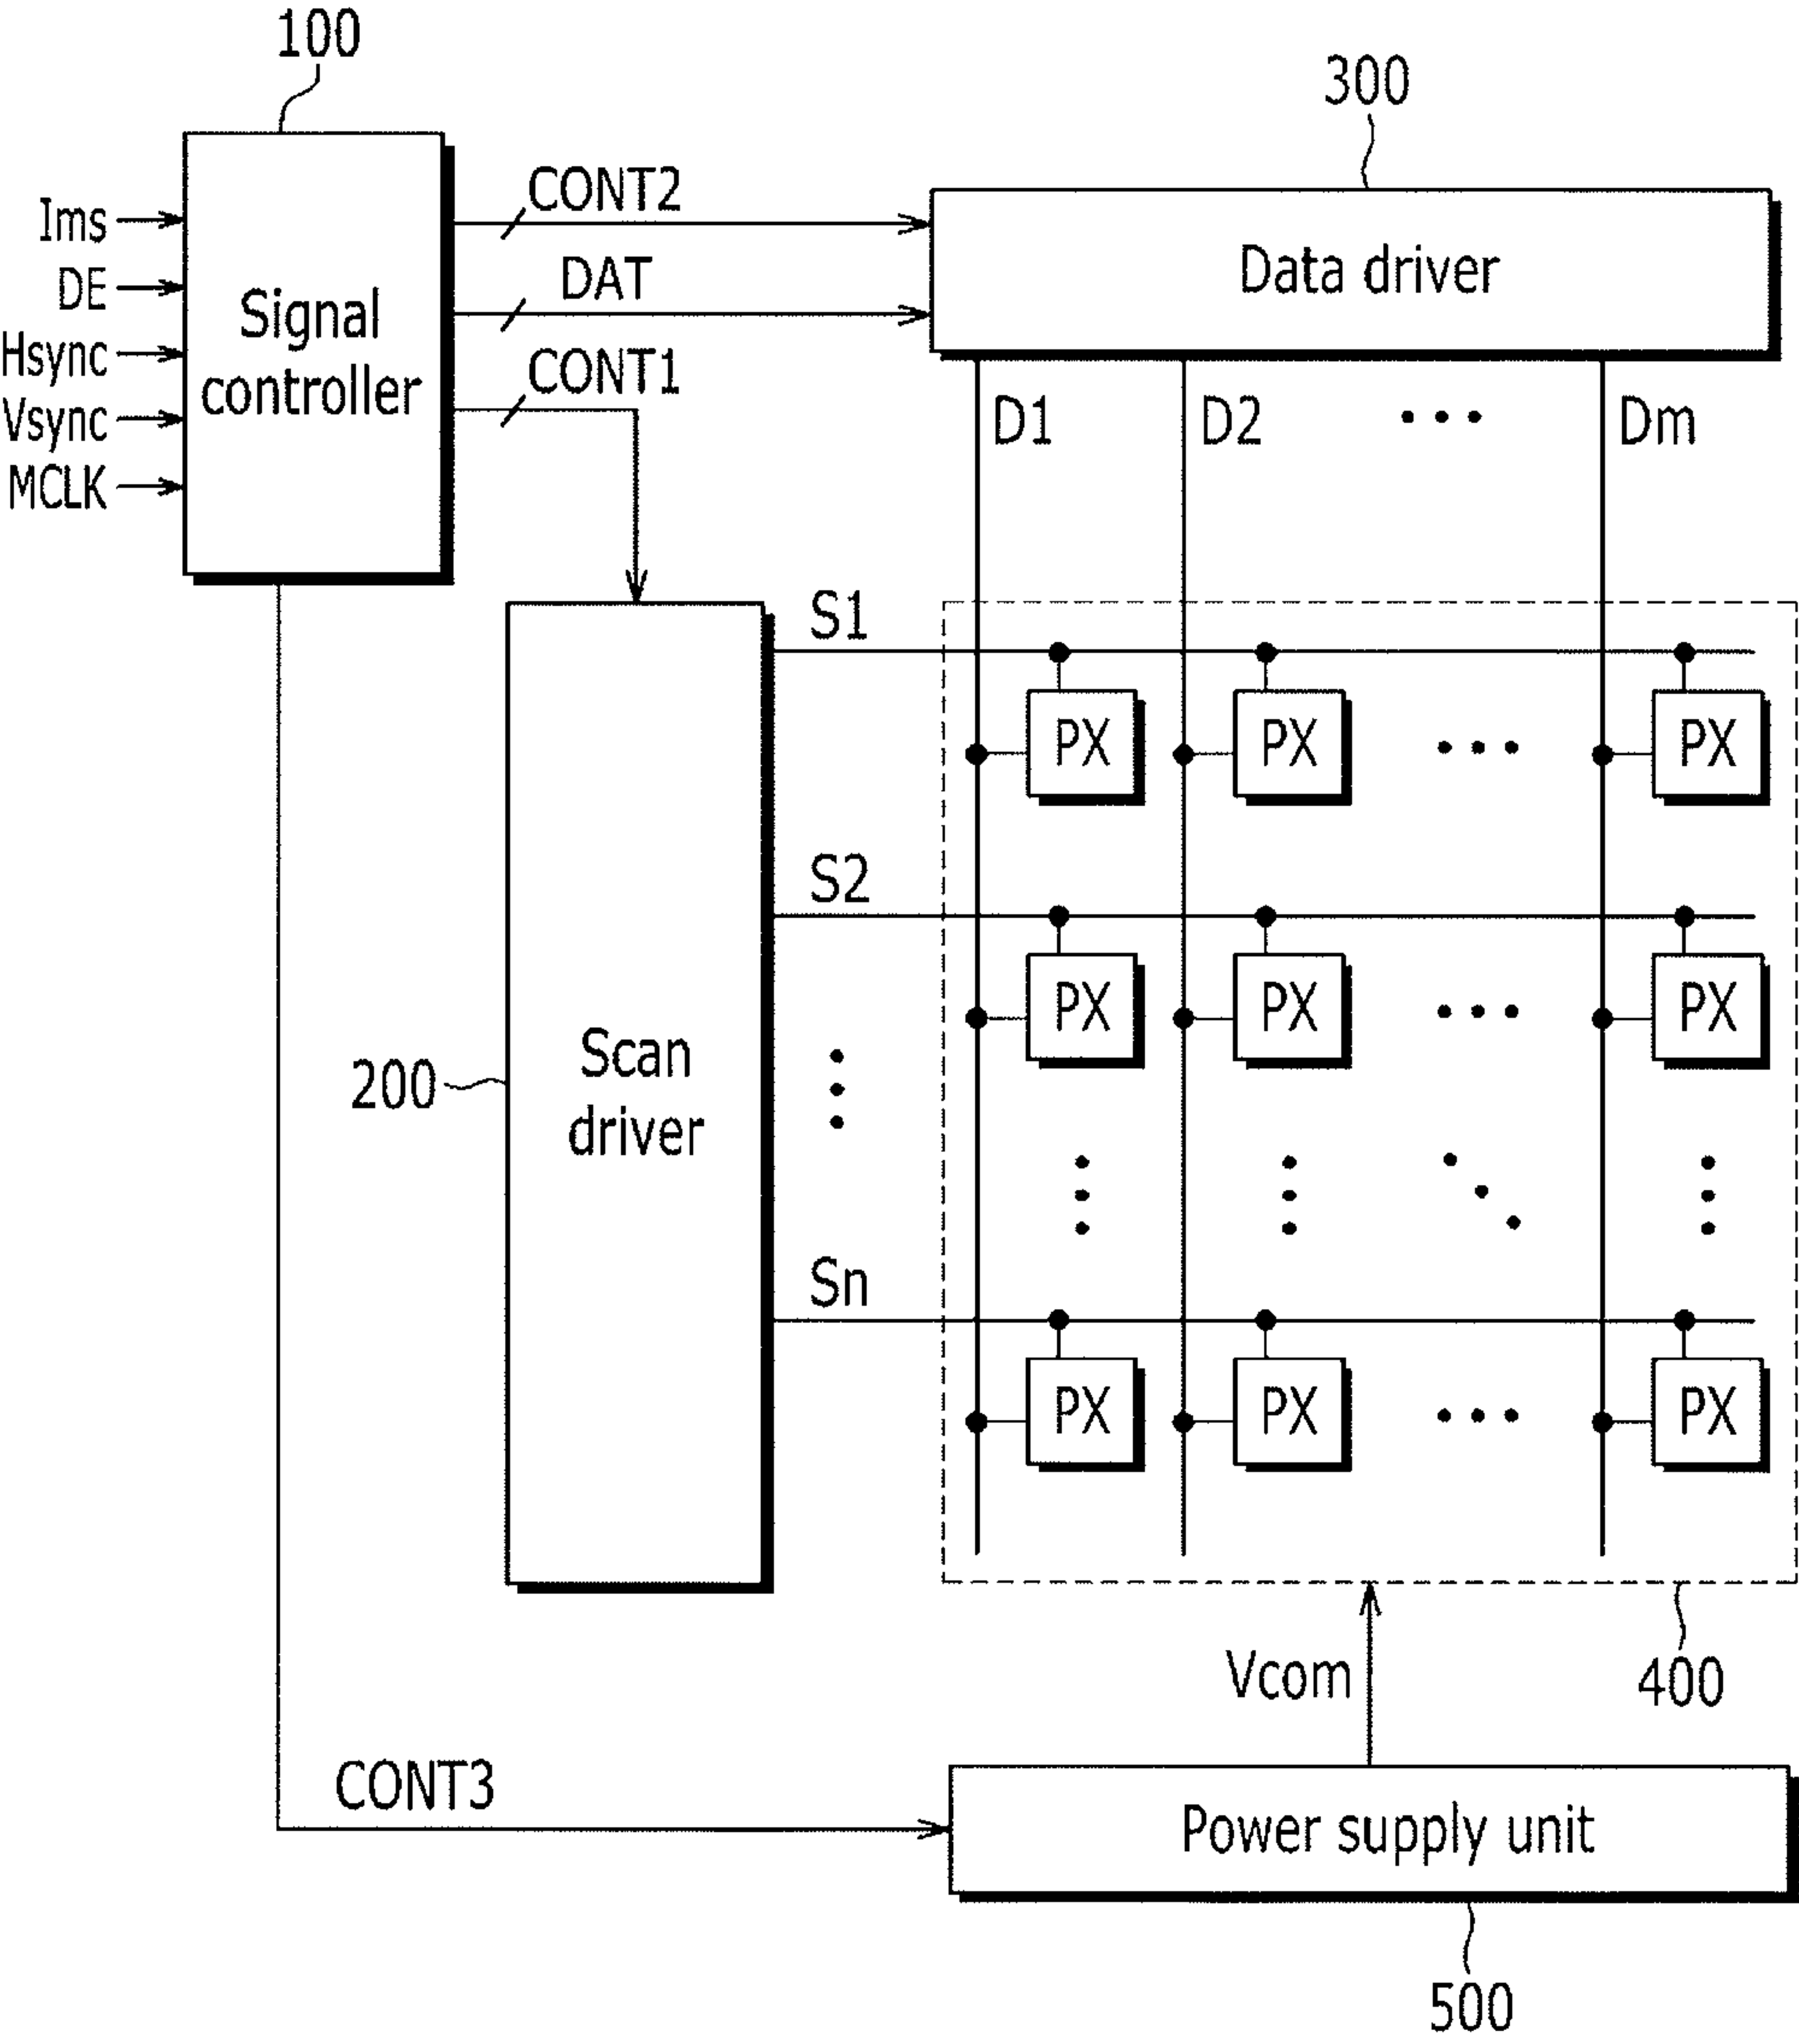 100
300
Ims
DE
Hsync
Vsync
MCLK
Signal
controller
CONT2
DAT
CONT1
Data driver
D1 D2 ... Dm
S1
PX PX ... PX
S2
PX PX ... PX
200
Scan
driver
Sn
PX PX ... PX
Vcom
400
CONT3
Power supply unit
500